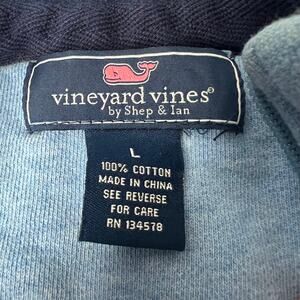 vineyard vines®
by Shep & Ian
L
100% COTTON
MADE IN CHINA
SEE REVERSE
FOR CARE
RN 134578